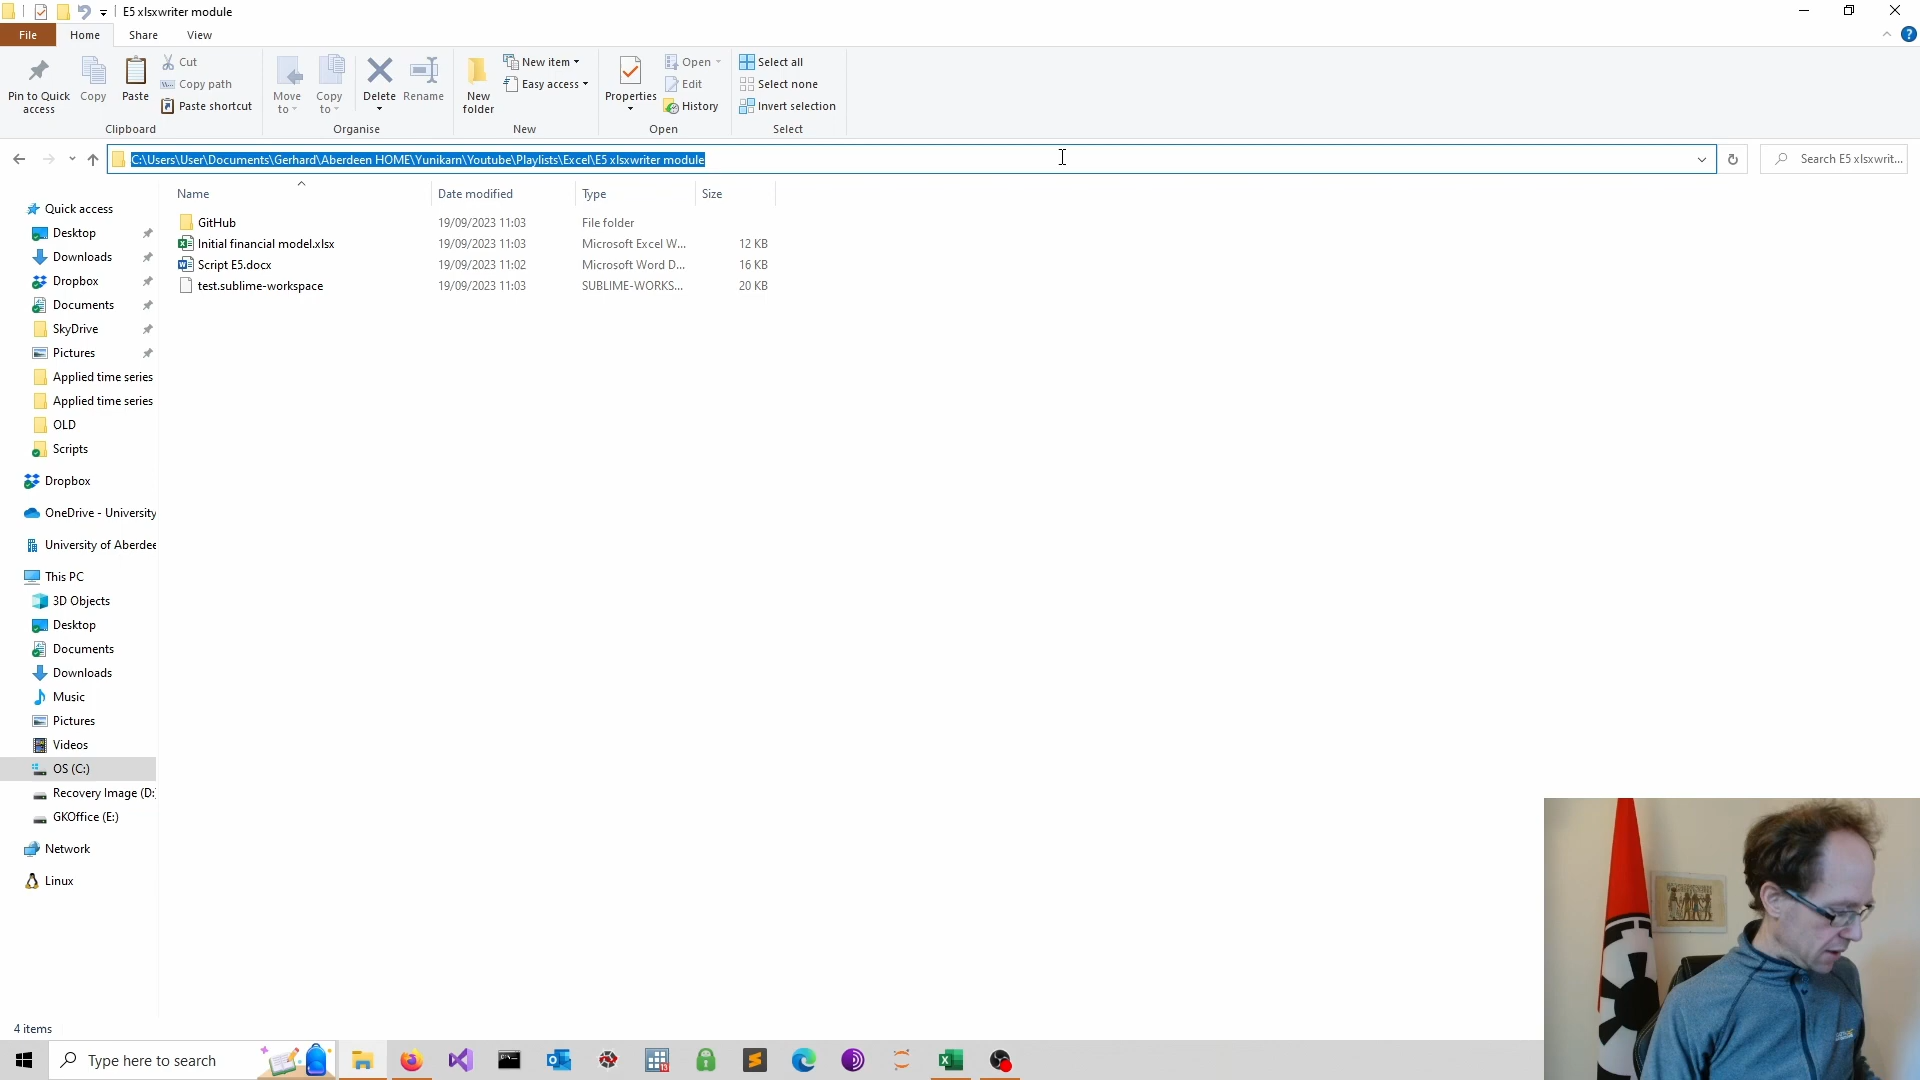 E5 xlsxwriter module
File Home Share View
Pin to Quick access
Copy
Paste
Cut
Copy path
Paste shortcut
Clipboard
Move to
Copy to
Delete
Rename
Organise
New folder
New item
Easy access
New
Properties
Open
Edit
History
Open
Select all
Select none
Invert selection
Select
C:\Users\User\Documents\Gerhard\Aberdeen HOME\Yunikarn\Youtube\Playlists\Excel\E5 xlsxwriter module
Search E5 xlsxwrit...
Name Date modified Type Size
GitHub 19/09/2023 11:03 File folder
Initial financial model.xlsx 19/09/2023 11:03 Microsoft Excel W... 12 KB
Script E5.docx 19/09/2023 11:02 Microsoft Word D... 16 KB
test.sublime-workspace 19/09/2023 11:03 SUBLIME-WORKS... 20 KB
Quick access
Desktop
Downloads
Dropbox
Documents
SkyDrive
Pictures
Applied time series
Applied time series
OLD
Scripts
Dropbox
OneDrive - University
University of Aberdee
This PC
3D Objects
Desktop
Documents
Downloads
Music
Pictures
Videos
OS (C:)
Recovery Image (D:
GKOffice (E:)
Network
Linux
4 items
Type here to search